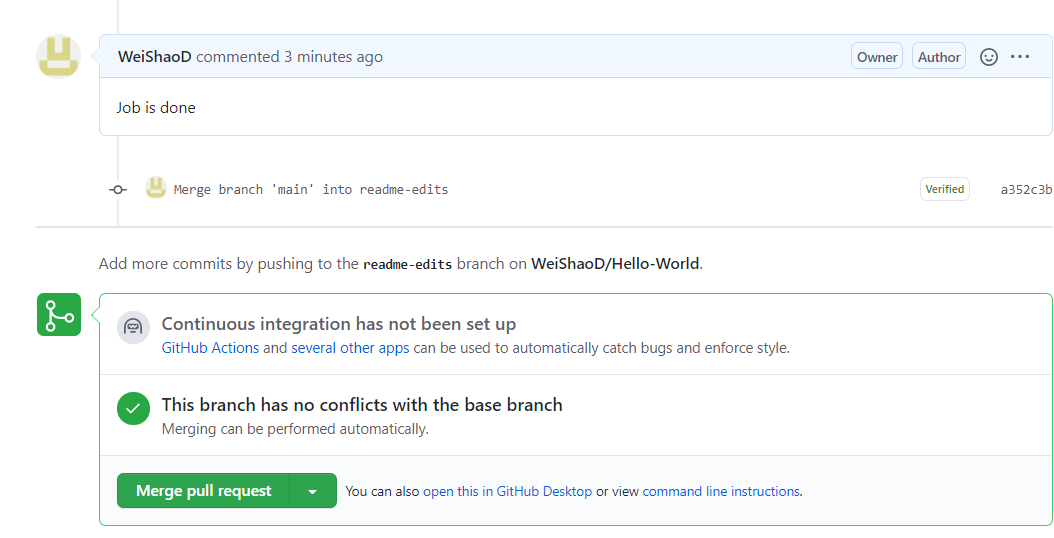 WeiShaoD commented 3 minutes ago Owner Author
Job is done
Merge branch 'main' into readme-edits Verified a352c3b
Add more commits by pushing to the readme-edits branch on WeiShaoD/Hello-World.
Continuous integration has not been set up
GitHub Actions and several other apps can be used to automatically catch bugs and enforce style.
This branch has no conflicts with the base branch
Merging can be performed automatically.
Merge pull request You can also open this in GitHub Desktop or view command line instructions.